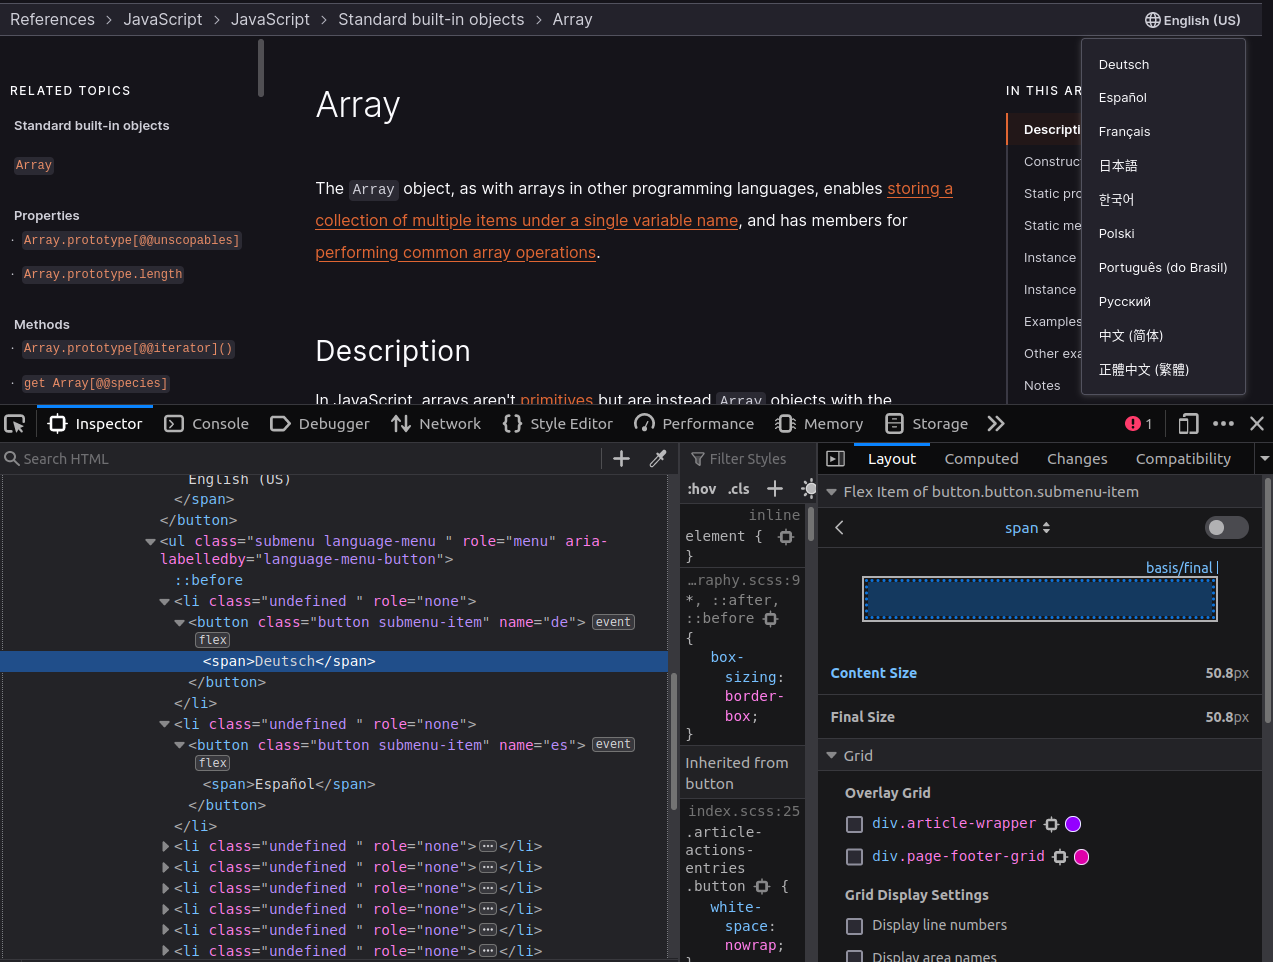 References > JavaScript > JavaScript > Standard built-in objects > Array
English (US)
RELATED TOPICS
Standard built-in objects
Array
Properties
· Array.prototype[@@unscopables]
· Array.prototype.length
Methods
· Array.prototype[@@iterator]()
· get Array[@@species]
Array
The Array object, as with arrays in other programming languages, enables storing a
collection of multiple items under a single variable name, and has members for
performing common array operations.
Description
In JavaScript, arrays aren't primitives but are instead Array objects with the
IN THIS AR
Descripti
Construc
Static pro
Static me
Instance
Instance
Examples
Other exa
Notes
Deutsch
Español
Français
日本語
한국어
Polski
Português (do Brasil)
Русский
中文 (简体)
正體中文 (繁體)
Inspector Console Debugger Network Style Editor Performance Memory Storage 1
Search HTML
English (US)
</span>
</button>
<ul class="submenu language-menu " role="menu" aria-
labelledby="language-menu-button">
::before
<li class="undefined " role="none">
<button class="button submenu-item" name="de"> event
flex
<span>Deutsch</span>
</button>
</li>
<li class="undefined " role="none">
<button class="button submenu-item" name="es"> event
flex
<span>Español</span>
</button>
</li>
<li class="undefined " role="none">…</li>
<li class="undefined " role="none">…</li>
<li class="undefined " role="none">…</li>
<li class="undefined " role="none">…</li>
<li class="undefined " role="none">…</li>
<li class="undefined " role="none">…</li>
Filter Styles
:hov .cls +
inline
element {
}
…raphy.scss:9
*, ::after,
::before
{
box-
sizing:
border-
box;
}
Inherited from
button
index.scss:25
.article-
actions-
entries
.button {
white-
space:
nowrap;
}
Layout Computed Changes Compatibility
Flex Item of button.button.submenu-item
span
basis/final
Content Size 50.8px
Final Size 50.8px
Grid
Overlay Grid
div.article-wrapper
div.page-footer-grid
Grid Display Settings
Display line numbers
Display area names